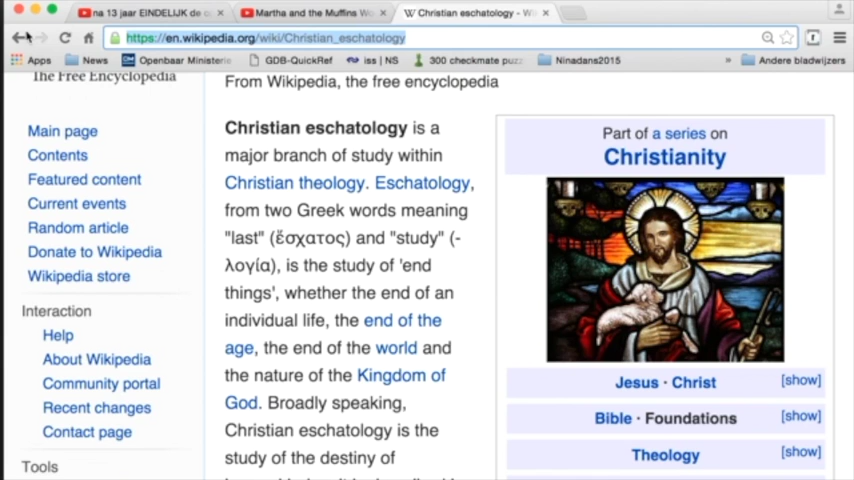 na 13 jaar EINDELIJK de o
Martha and the Muffins
Christian eschatology - W
https://en.wikipedia.org/wiki/Christian_eschatology
Apps News Openbaar Ministerie GDB-QuickRef iss | NS 300 checkmate puzz Ninadans2015 » Andere bladwijzers
The Free Encyclopedia
Main page
Contents
Featured content
Current events
Random article
Donate to Wikipedia
Wikipedia store
Interaction
Help
About Wikipedia
Community portal
Recent changes
Contact page
Tools
From Wikipedia, the free encyclopedia
Christian eschatology is a
major branch of study within
Christian theology. Eschatology,
from two Greek words meaning
"last" (ἔσχατος) and "study" (-
λογία), is the study of 'end
things', whether the end of an
individual life, the end of the
age, the end of the world and
the nature of the Kingdom of
God. Broadly speaking,
Christian eschatology is the
study of the destiny of
Part of a series on
Christianity
Jesus · Christ [show]
Bible · Foundations [show]
Theology [show]